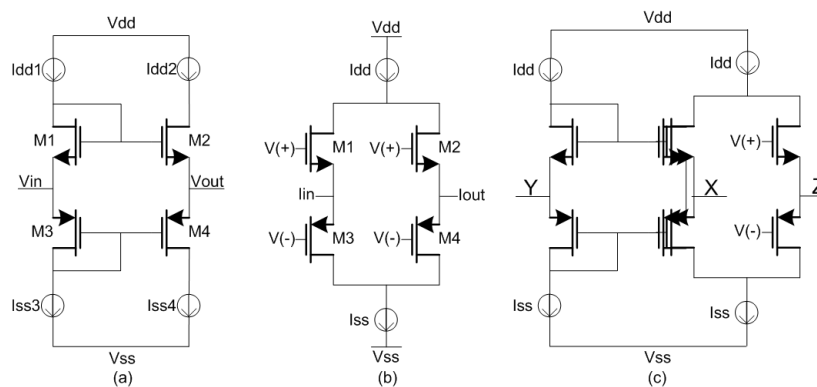 Vdd
Idd1
Idd2
M1
M2
Vin
Vout
M3
M4
Iss3
Iss4
Vss
(a)
Vdd
Idd
V(+)
M1
V(+)
M2
Iin
Iout
V(-)
M3
V(-)
M4
Iss
Vss
(b)
Vdd
Idd
Idd
V(+)
Y
X
Z
V(-)
Iss
Iss
Vss
(c)